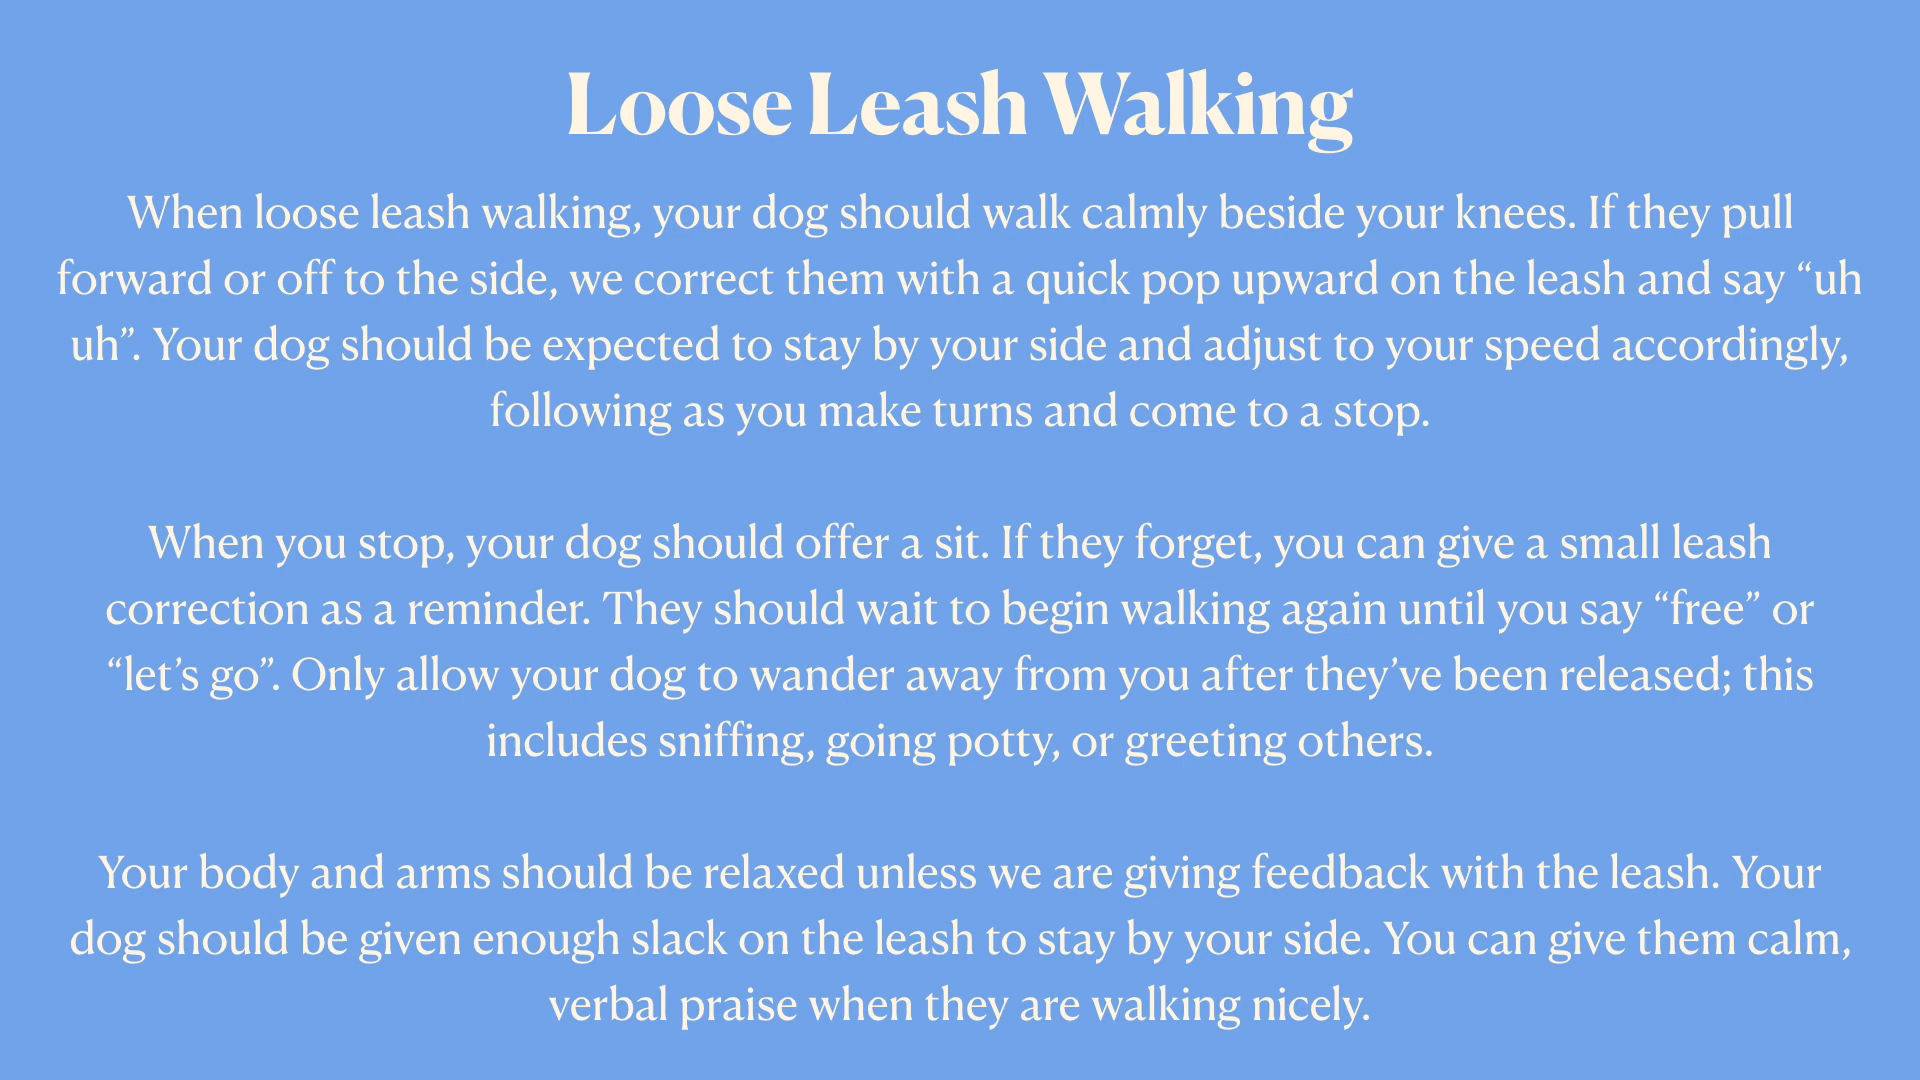 Loose Leash Walking
When loose leash walking, your dog should walk calmly beside your knees. If they pull
forward or off to the side, we correct them with a quick pop upward on the leash and say “uh
uh”. Your dog should be expected to stay by your side and adjust to your speed accordingly,
following as you make turns and come to a stop.
When you stop, your dog should offer a sit. If they forget, you can give a small leash
correction as a reminder. They should wait to begin walking again until you say “free” or
“let’s go”. Only allow your dog to wander away from you after they’ve been released; this
includes sniffing, going potty, or greeting others.
Your body and arms should be relaxed unless we are giving feedback with the leash. Your
dog should be given enough slack on the leash to stay by your side. You can give them calm,
verbal praise when they are walking nicely.